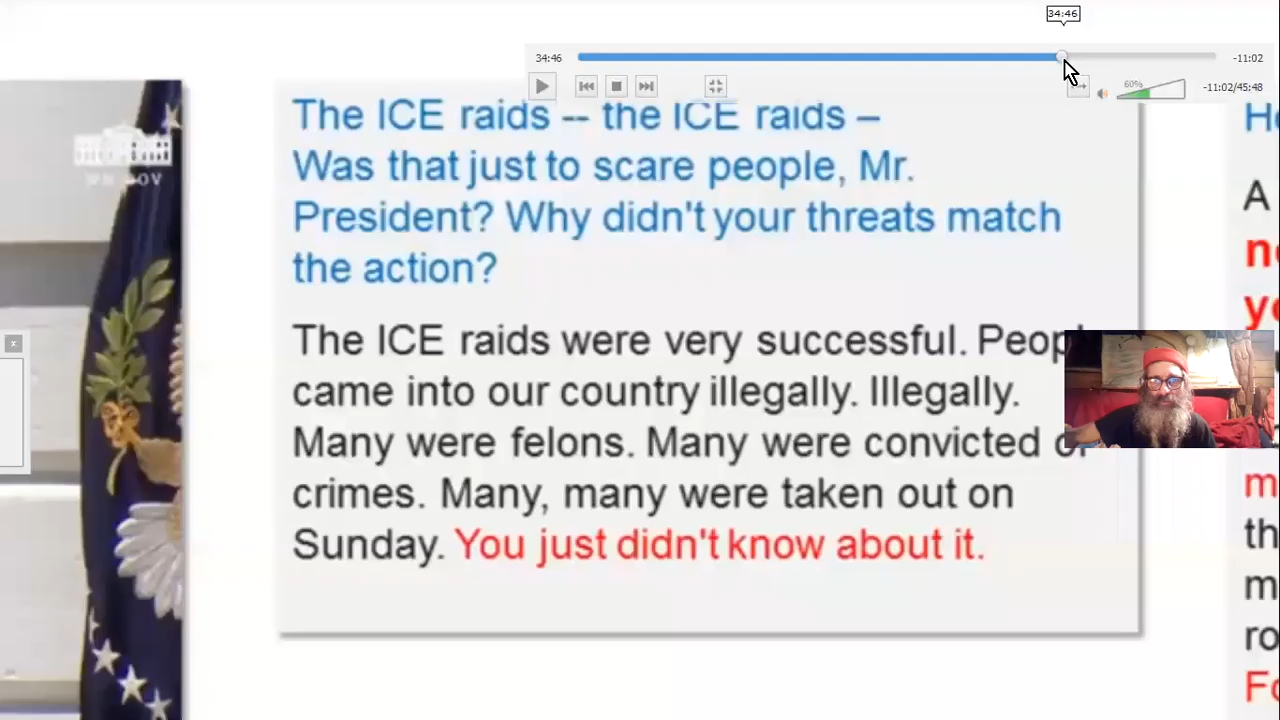 34:46
34:46
-11:02
60%
-11:02/45:48
The ICE raids -- the ICE raids –
Was that just to scare people, Mr.
President? Why didn't your threats match
the action?
The ICE raids were very successful.
came into our country illegally. Illegally.
Many were felons. Many were convicted
crimes. Many, many were taken out on
Sunday. You just didn't know about it.
A
th